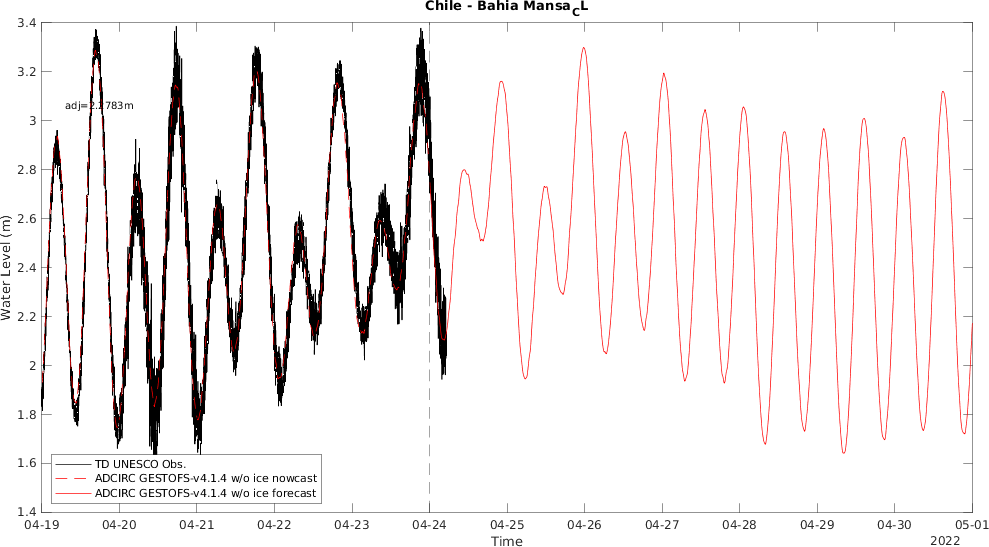 Chile - Bahia Mansa_CL
3.4
3.2
3
2.8
2.6
2.4
2.2
2
1.8
1.6
1.4
Water Level (m)
adj=2.2783m
TD UNESCO Obs.
ADCIRC GESTOFS-v4.1.4 w/o ice nowcast
ADCIRC GESTOFS-v4.1.4 w/o ice forecast
04-19 04-20 04-21 04-22 04-23 04-24 04-25 04-26 04-27 04-28 04-29 04-30 05-01
Time
2022